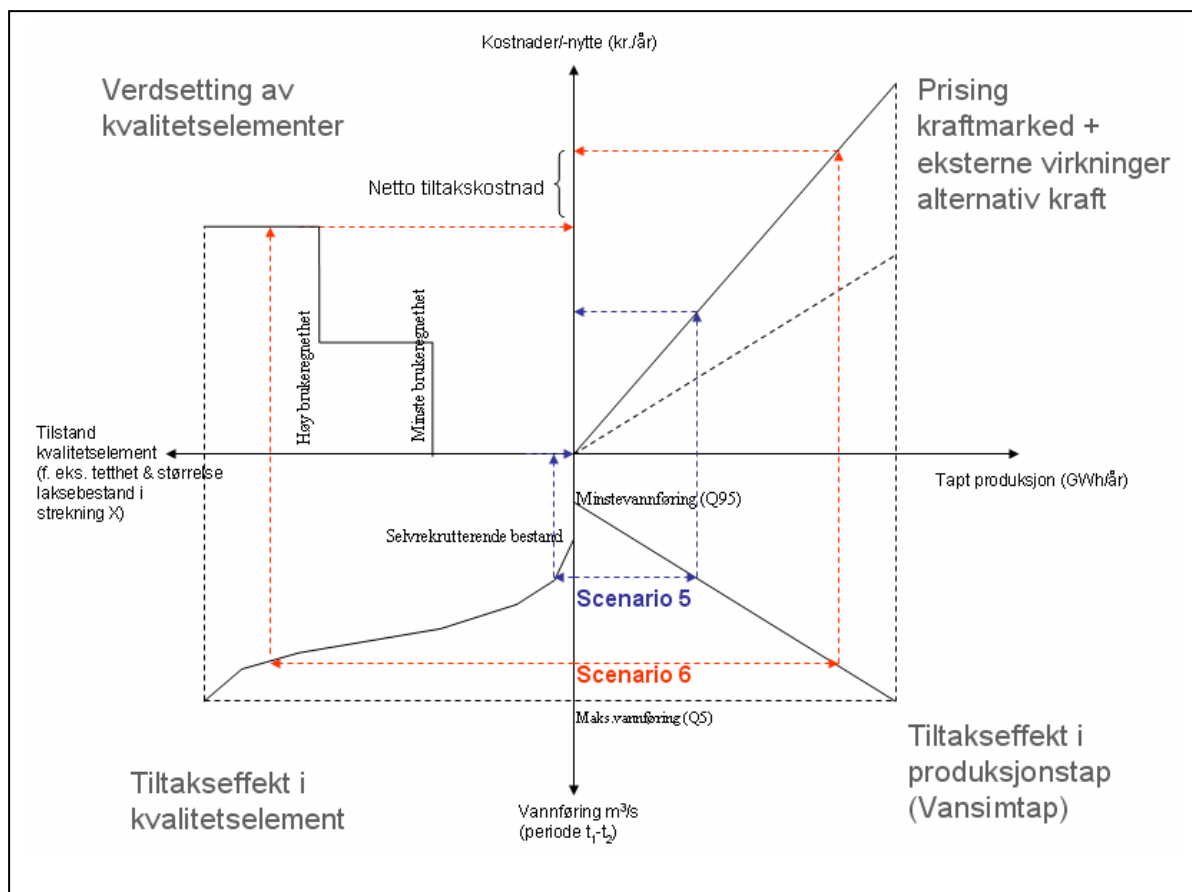 Kostnader/-nytte (kr./år)
Verdsetting av
kvalitetselementer
Prising
kraftmarked +
eksterne virkninger
alternativ kraft
Netto tiltakskostnad
Høy brukeregnethet
Minste brukeregnethet
Tilstand
kvalitetselement
(f. eks. tetthet & størrelse
laksebestand i
strekning X)
Tapt produksjon (GWh/år)
Minstevannføring (Q95)
Selvrekrutterende bestand
Scenario 5
Scenario 6
Maks.vannføring (Q5)
Tiltakseffekt i
kvalitetselement
Tiltakseffekt i
produksjonstap
(Vansimtap)
Vannføring m³/s
(periode t₁-t₂)